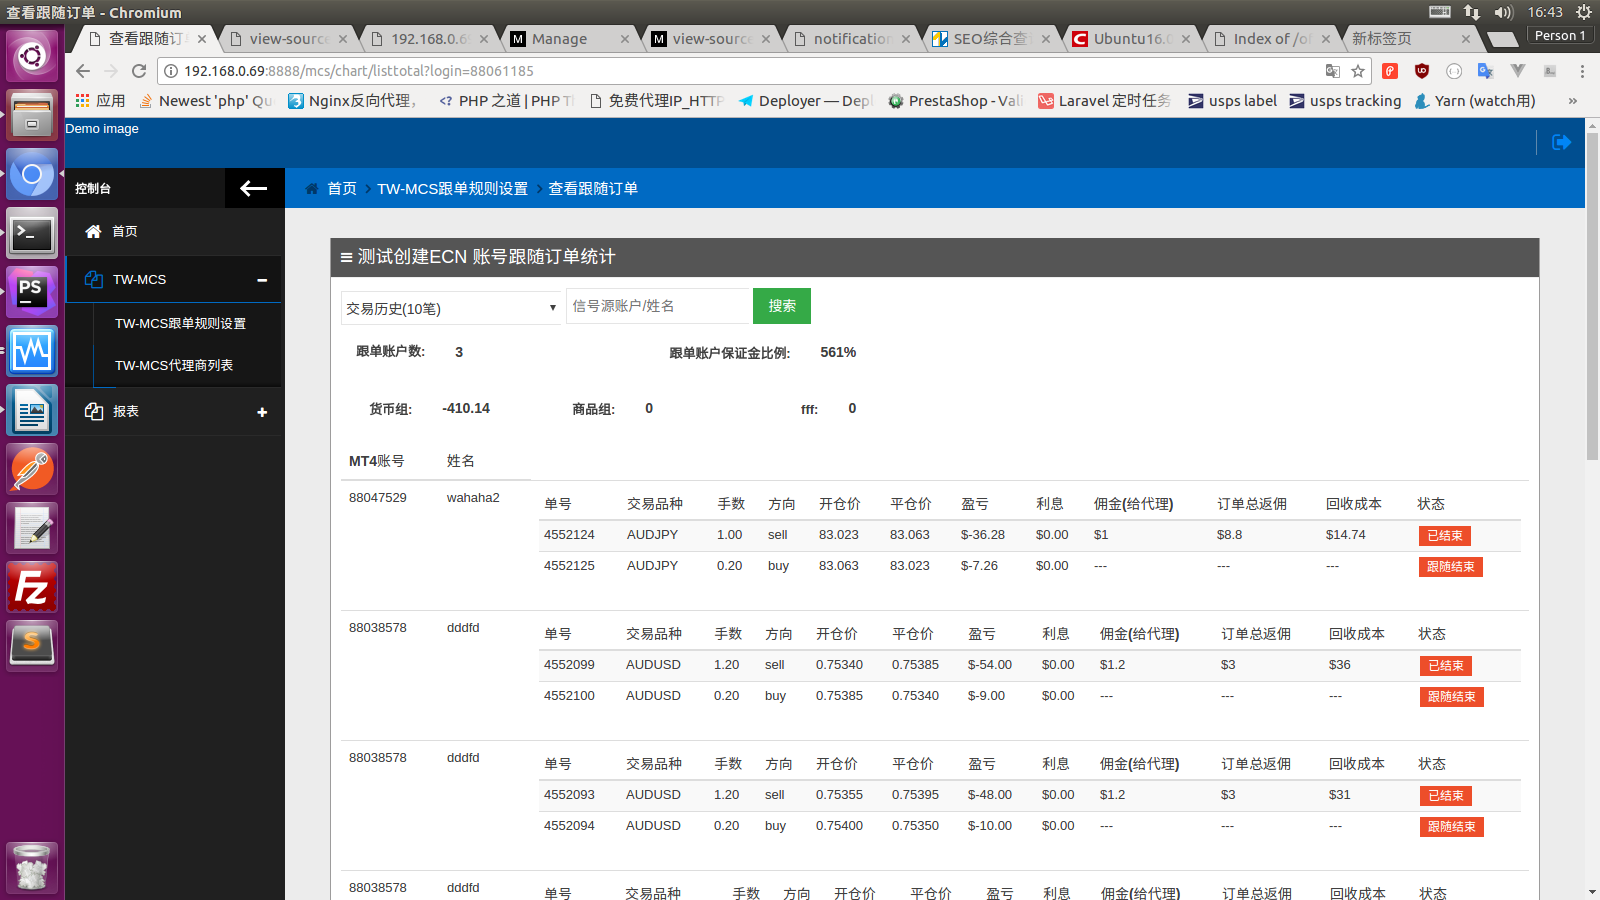 查看跟随订单 - Chromium
16:43
查看跟随订
view-source
192.168.0.69
Manage
view-source
notification
SEO综合查
Ubuntu16.0
Index of /ol
新标签页
Person 1
192.168.0.69:8888/mcs/chart/listtotal?login=88061185
应用
Newest 'php' Qu
Nginx反向代理,
PHP 之道 | PHP T
免费代理IP_HTTP
Deployer — Depl
PrestaShop - Vali
Laravel 定时任务
usps label
usps tracking
Yarn (watch用)
»
Demo image
控制台
首页
TW-MCS
TW-MCS跟单规则设置
TW-MCS代理商列表
报表
首页 > TW-MCS跟单规则设置 > 查看跟随订单
测试创建ECN 账号跟随订单统计
交易历史(10笔) 信号源账户/姓名 搜索
跟单账户数: 3 跟单账户保证金比例: 561%
货币组: -410.14 商品组: 0 fff: 0
MT4账号 姓名
88047529 wahaha2
单号 交易品种 手数 方向 开仓价 平仓价 盈亏 利息 佣金(给代理) 订单总返佣 回收成本 状态
4552124 AUDJPY 1.00 sell 83.023 83.063 $-36.28 $0.00 $1 $8.8 $14.74 已结束
4552125 AUDJPY 0.20 buy 83.063 83.023 $-7.26 $0.00 --- --- --- 跟随结束
88038578 dddfd
单号 交易品种 手数 方向 开仓价 平仓价 盈亏 利息 佣金(给代理) 订单总返佣 回收成本 状态
4552099 AUDUSD 1.20 sell 0.75340 0.75385 $-54.00 $0.00 $1.2 $3 $36 已结束
4552100 AUDUSD 0.20 buy 0.75385 0.75340 $-9.00 $0.00 --- --- --- 跟随结束
88038578 dddfd
单号 交易品种 手数 方向 开仓价 平仓价 盈亏 利息 佣金(给代理) 订单总返佣 回收成本 状态
4552093 AUDUSD 1.20 sell 0.75355 0.75395 $-48.00 $0.00 $1.2 $3 $31 已结束
4552094 AUDUSD 0.20 buy 0.75400 0.75350 $-10.00 $0.00 --- --- --- 跟随结束
88038578 dddfd
单号 交易品种 手数 方向 开仓价 平仓价 盈亏 利息 佣金(给代理) 订单总返佣 回收成本 状态